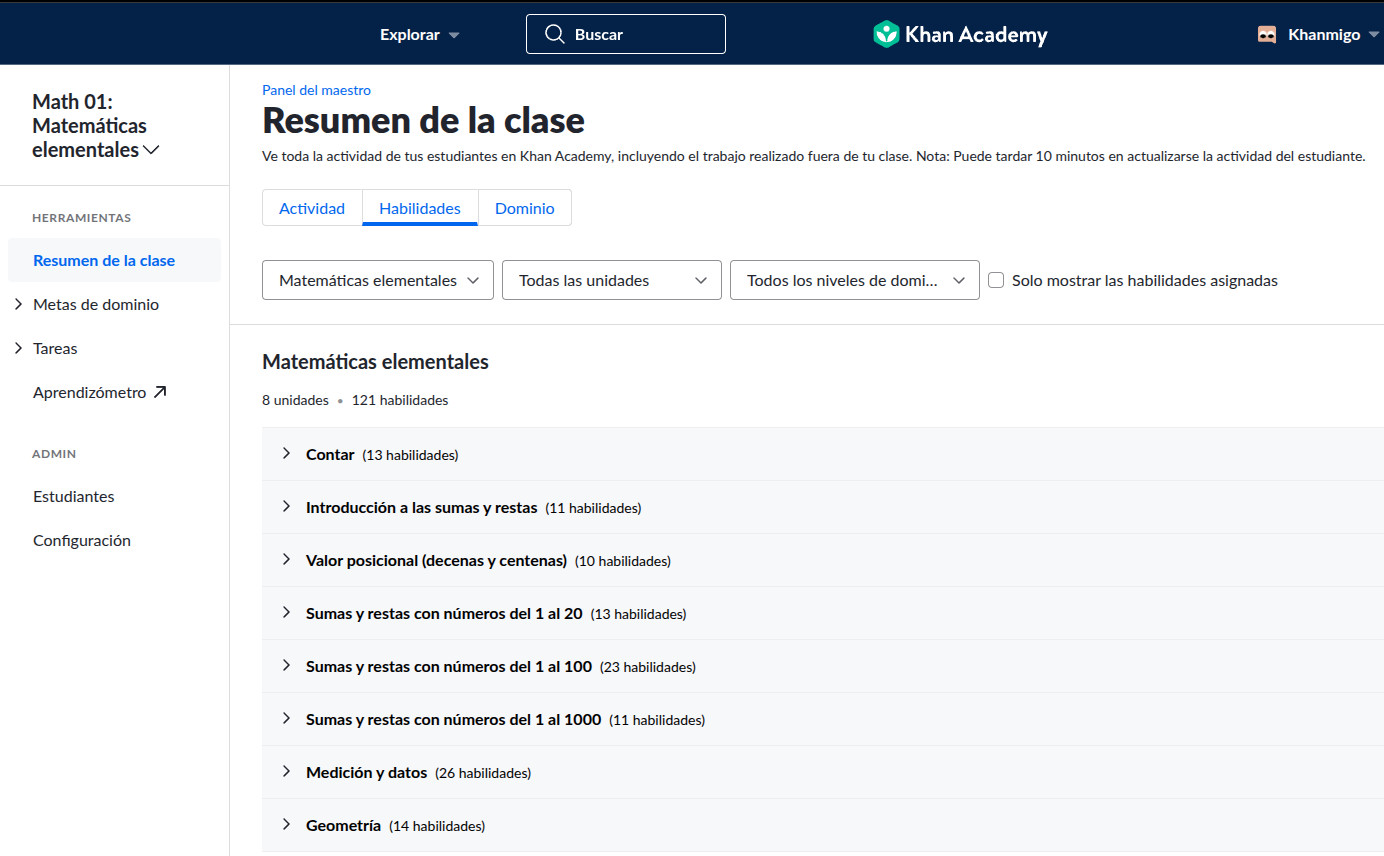 Explorar
Buscar
Khan Academy
Khanmigo
Math 01:
Matemáticas
elementales
HERRAMIENTAS
Resumen de la clase
Metas de dominio
Tareas
Aprendizómetro
ADMIN
Estudiantes
Configuración
Panel del maestro
Resumen de la clase
Ve toda la actividad de tus estudiantes en Khan Academy, incluyendo el trabajo realizado fuera de tu clase. Nota: Puede tardar 10 minutos en actualizarse la actividad del estudiante.
Actividad Habilidades Dominio
Matemáticas elementales Todas las unidades Todos los niveles de domi... Solo mostrar las habilidades asignadas
Matemáticas elementales
8 unidades • 121 habilidades
Contar (13 habilidades)
Introducción a las sumas y restas (11 habilidades)
Valor posicional (decenas y centenas) (10 habilidades)
Sumas y restas con números del 1 al 20 (13 habilidades)
Sumas y restas con números del 1 al 100 (23 habilidades)
Sumas y restas con números del 1 al 1000 (11 habilidades)
Medición y datos (26 habilidades)
Geometría (14 habilidades)